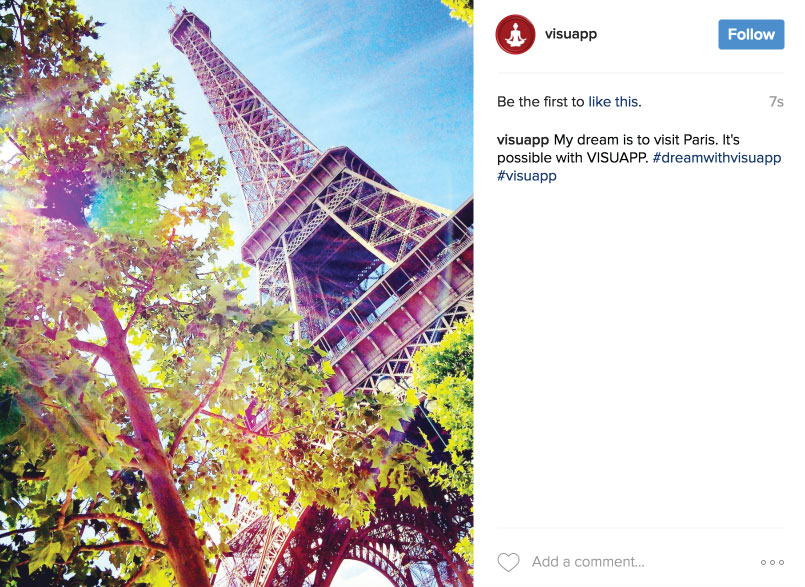 visuapp
Follow
Be the first to like this.
7s
visuapp My dream is to visit Paris. It's
possible with VISUAPP. #dreamwithvisuapp
#visuapp
Add a comment...